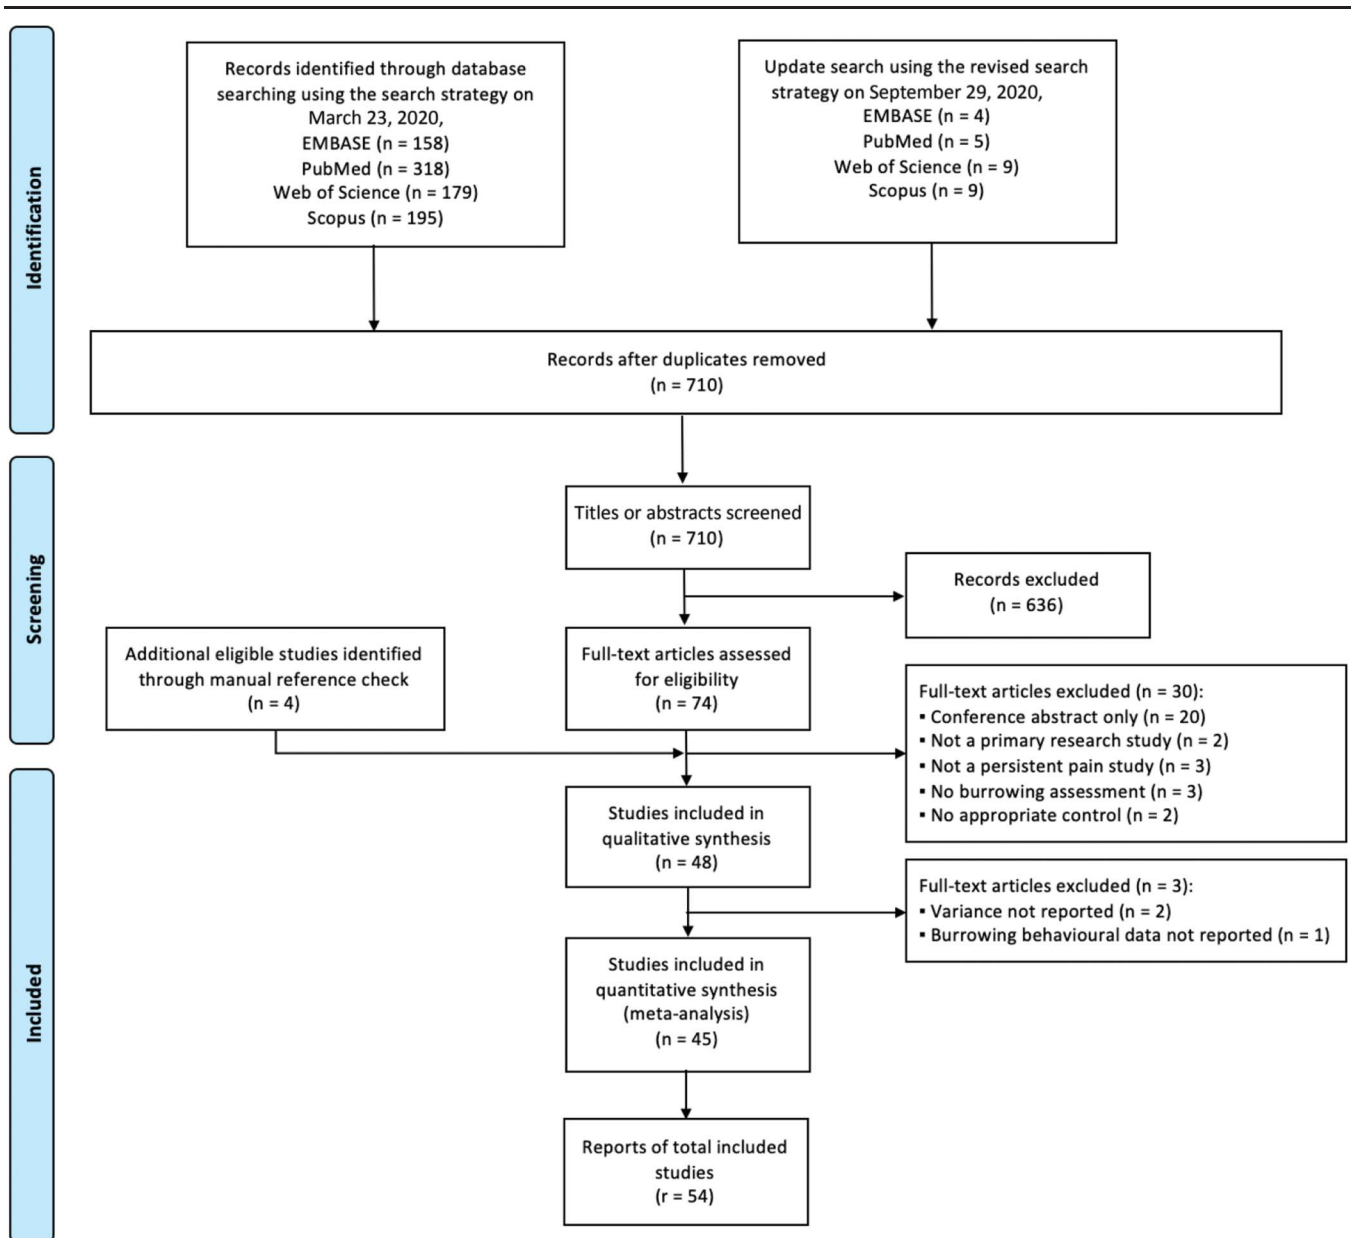 Identification
Records identified through database
searching using the search strategy on
March 23, 2020,
EMBASE (n = 158)
PubMed (n = 318)
Web of Science (n = 179)
Scopus (n = 195)
Update search using the revised search
strategy on September 29, 2020,
EMBASE (n = 4)
PubMed (n = 5)
Web of Science (n = 9)
Scopus (n = 9)
Records after duplicates removed
(n = 710)
Screening
Titles or abstracts screened
(n = 710)
Records excluded
(n = 636)
Additional eligible studies identified
through manual reference check
(n = 4)
Full-text articles assessed
for eligibility
(n = 74)
Full-text articles excluded (n = 30):
▪ Conference abstract only (n = 20)
▪ Not a primary research study (n = 2)
▪ Not a persistent pain study (n = 3)
▪ No burrowing assessment (n = 3)
▪ No appropriate control (n = 2)
Included
Studies included in
qualitative synthesis
(n = 48)
Full-text articles excluded (n = 3):
▪ Variance not reported (n = 2)
▪ Burrowing behavioural data not reported (n = 1)
Studies included in
quantitative synthesis
(meta-analysis)
(n = 45)
Reports of total included
studies
(r = 54)